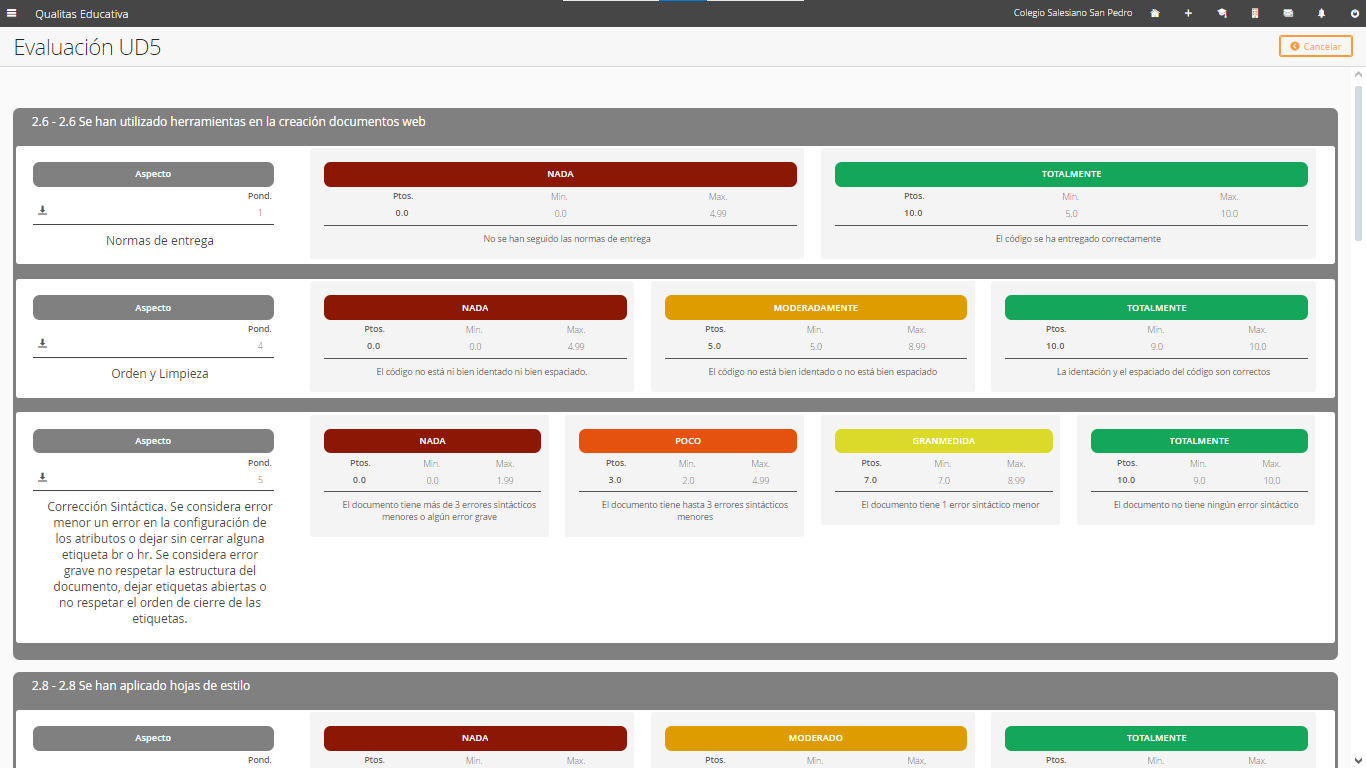 Qualitas Educativa
Colegio Salesiano San Pedro
Evaluación UD5
Cancelar
2.6 - 2.6 Se han utilizado herramientas en la creación documentos web
Aspecto
Pond.
1
Normas de entrega
NADA
Ptos. Min. Max.
0.0 0.0 4.99
No se han seguido las normas de entrega
TOTALMENTE
Ptos. Min. Max.
10.0 5.0 10.0
El código se ha entregado correctamente
Aspecto
Pond.
4
Orden y Limpieza
NADA
Ptos. Min. Max.
0.0 0.0 4.99
El código no está ni bien identado ni bien espaciado.
MODERADAMENTE
Ptos. Min. Max.
5.0 5.0 8.99
El código no está bien identado o no está bien espaciado
TOTALMENTE
Ptos. Min. Max.
10.0 9.0 10.0
La identación y el espaciado del código son correctos
Aspecto
Pond.
5
Corrección Sintáctica. Se considera error
menor un error en la configuración de
los atributos o dejar sin cerrar alguna
etiqueta br o hr. Se considera error
grave no respetar la estructura del
documento, dejar etiquetas abiertas o
no respetar el orden de cierre de las
etiquetas.
NADA
Ptos. Min. Max.
0.0 0.0 1.99
El documento tiene más de 3 errores sintácticos
menores o algún error grave
POCO
Ptos. Min. Max.
3.0 2.0 4.99
El documento tiene hasta 3 errores sintácticos
menores
GRANMEDIDA
Ptos. Min. Max.
7.0 7.0 8.99
El documento tiene 1 error sintáctico menor
TOTALMENTE
Ptos. Min. Max.
10.0 9.0 10.0
El documento no tiene ningún error sintáctico
2.8 - 2.8 Se han aplicado hojas de estilo
Aspecto
Pond.
NADA
Ptos. Min. Max.
MODERADO
Ptos. Min. Max.
TOTALMENTE
Ptos. Min. Max.